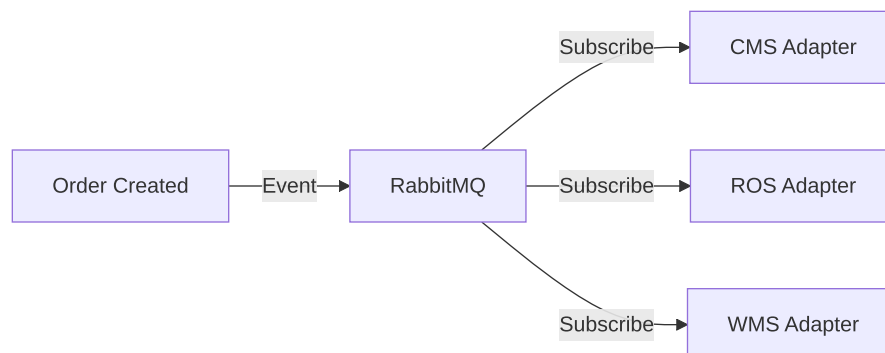 Subscribe
CMS Adapter
Order Created
Event
RabbitMQ
Subscribe
ROS Adapter
Subscribe
WMS Adapter